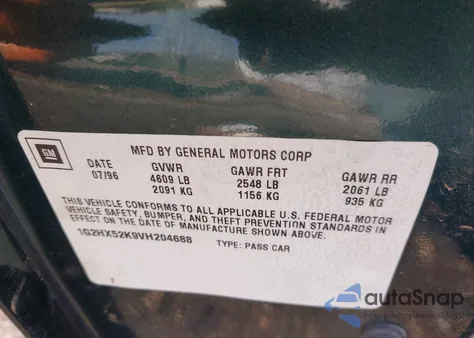 GM
MFD BY GENERAL MOTORS CORP
DATE GVWR GAWR FRT GAWR RR
07/96 4609 LB 2548 LB 2061 LB
2091 KG 1156 KG 935 KG
THIS VEHICLE CONFORMS TO ALL APPLICABLE U.S. FEDERAL MOTOR
VEHICLE SAFETY, BUMPER, AND THEFT PREVENTION STANDARDS IN
EFFECT ON THE DATE OF MANUFACTURE SHOWN ABOVE.
1G2HX52K9VH204688 TYPE: PASS CAR
autaSnap